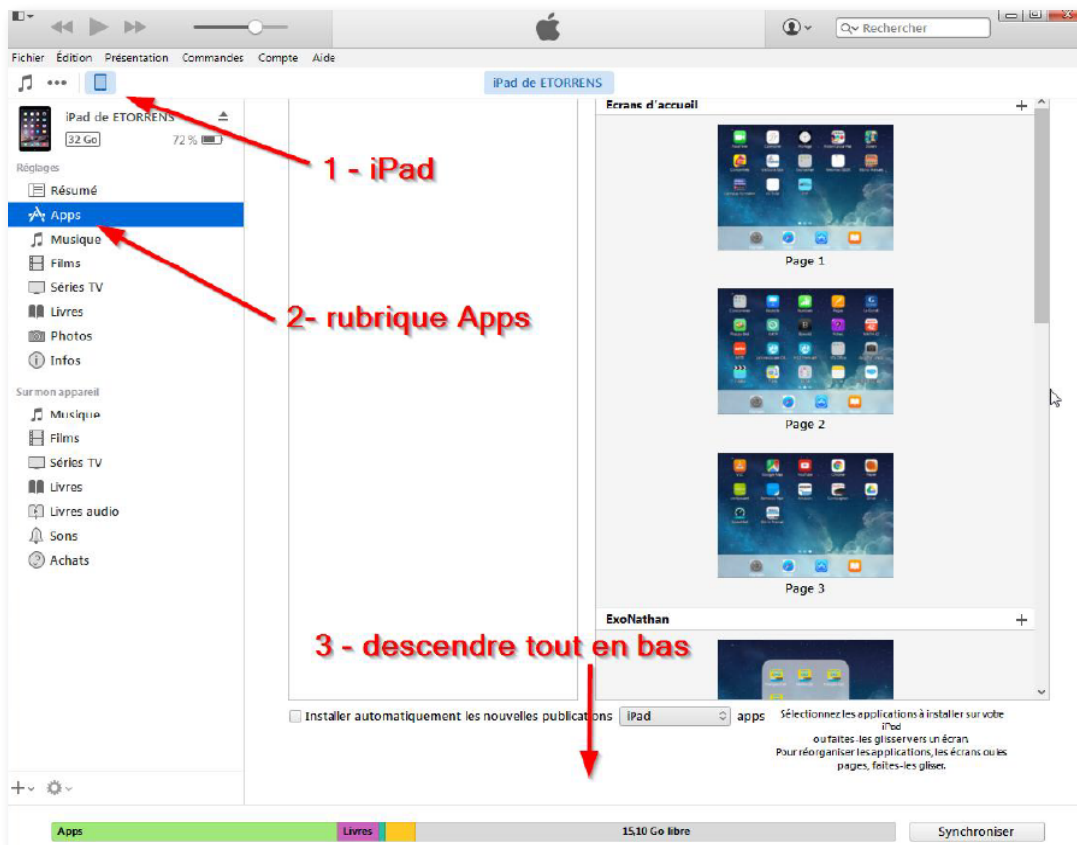 Rechercher
Fichier Édition Présentation Commandes Compte Aide
iPad de ETORRENS
iPad de ETORRENS
32 Go 72 %
1 - iPad
Réglages
Résumé
Apps
Musique
Films
Séries TV
Livres
Photos
Infos
2- rubrique Apps
Sur mon appareil
Musique
Films
Séries TV
Livres
Livres audio
Sons
Achats
Ecrans d'accueil
Page 1
Page 2
Page 3
ExoNathan
3 - descendre tout en bas
Installer automatiquement les nouvelles publications iPad apps
Sélectionnez les applications à installer sur votre
iPad
ou faites-les glisser vers un écran.
Pour réorganiser les applications, les écrans ou les
pages, faites-les glisser.
Apps Livres 15,10 Go libre Synchroniser